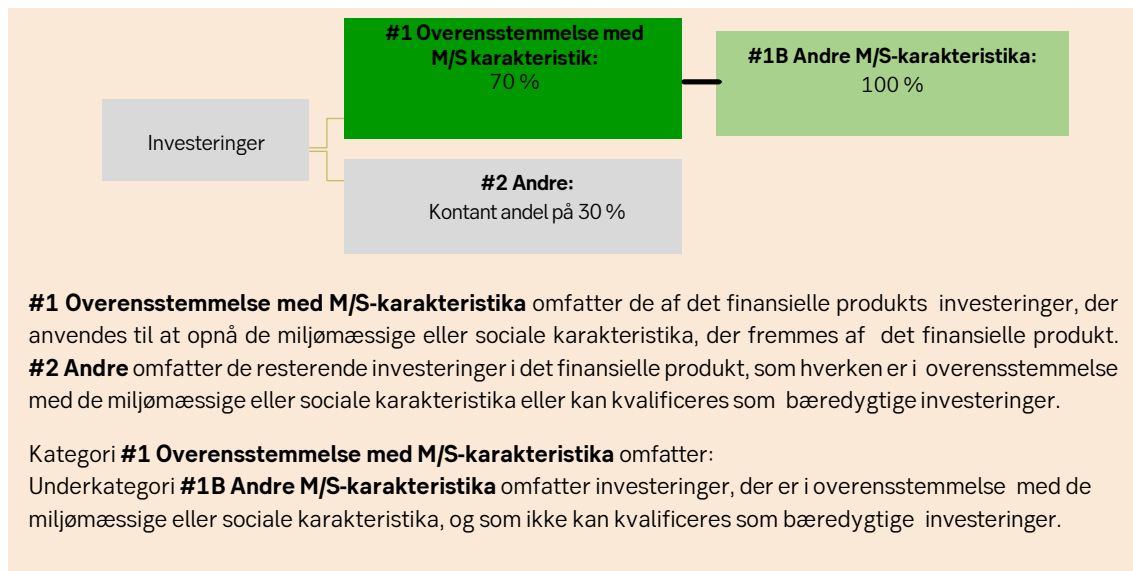 #1 Overensstemmelse med
M/S karakteristik:
70 %
#1B Andre M/S-karakteristika:
100 %
Investeringer
#2 Andre:
Kontant andel på 30 %
#1 Overensstemmelse med M/S-karakteristika omfatter de af det finansielle produkts investeringer, der
anvendes til at opnå de miljømæssige eller sociale karakteristika, der fremmes af det finansielle produkt.
#2 Andre omfatter de resterende investeringer i det finansielle produkt, som hverken er i overensstemmelse
med de miljømæssige eller sociale karakteristika eller kan kvalificeres som bæredygtige investeringer.
Kategori #1 Overensstemmelse med M/S-karakteristika omfatter:
Underkategori #1B Andre M/S-karakteristika omfatter investeringer, der er i overensstemmelse med de
miljømæssige eller sociale karakteristika, og som ikke kan kvalificeres som bæredygtige investeringer.